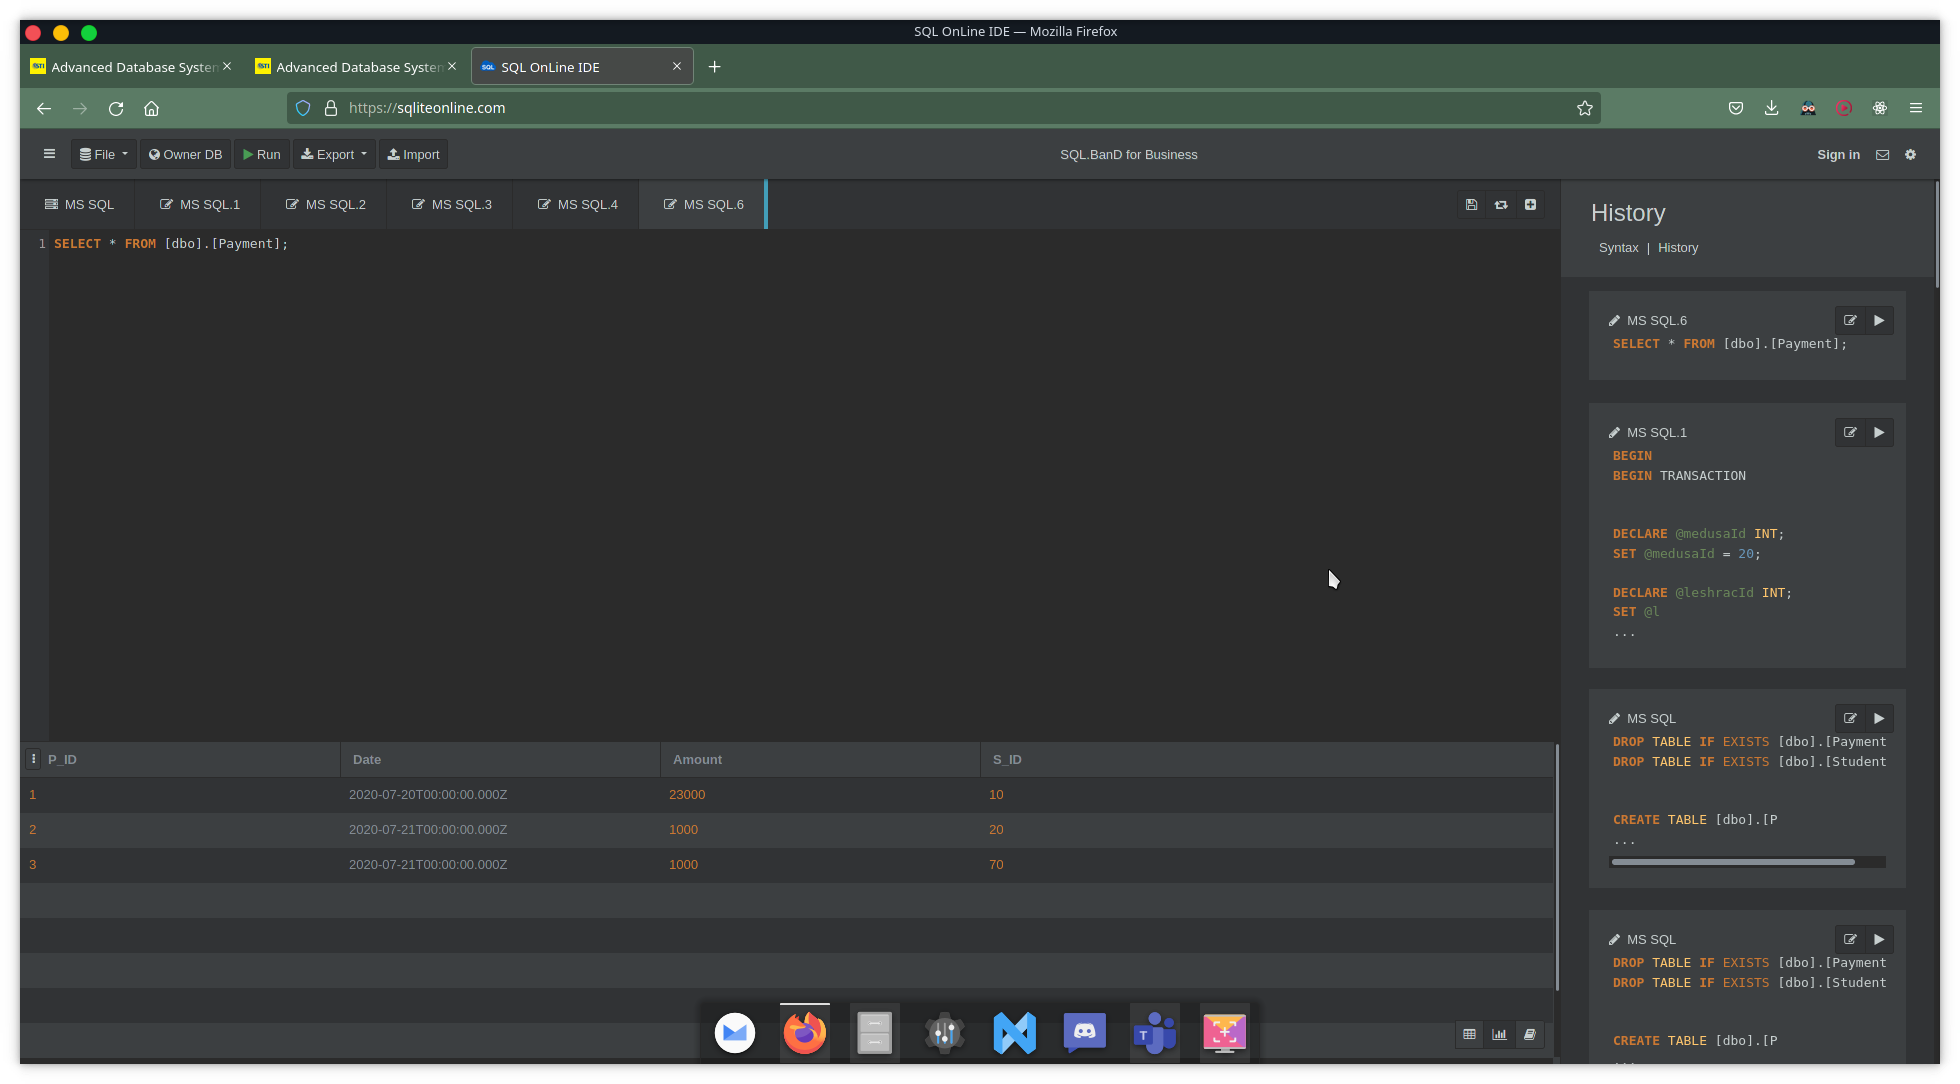 SQL OnLine IDE — Mozilla Firefox
Advanced Database System
Advanced Database System
SQL OnLine IDE
https://sqliteonline.com
File
Owner DB
Run
Export
Import
SQL.BanD for Business
Sign in
MS SQL
MS SQL.1
MS SQL.2
MS SQL.3
MS SQL.4
MS SQL.6
1 SELECT * FROM [dbo].[Payment];
P_ID Date Amount S_ID
1 2020-07-20T00:00:00.000Z 23000 10
2 2020-07-21T00:00:00.000Z 1000 20
3 2020-07-21T00:00:00.000Z 1000 70
History
Syntax | History
MS SQL.6
SELECT * FROM [dbo].[Payment];
MS SQL.1
BEGIN
BEGIN TRANSACTION
DECLARE @medusaId INT;
SET @medusaId = 20;
DECLARE @leshracId INT;
SET @l
...
MS SQL
DROP TABLE IF EXISTS [dbo].[Payment
DROP TABLE IF EXISTS [dbo].[Student
CREATE TABLE [dbo].[P
...
MS SQL
DROP TABLE IF EXISTS [dbo].[Payment
DROP TABLE IF EXISTS [dbo].[Student
CREATE TABLE [dbo].[P
...